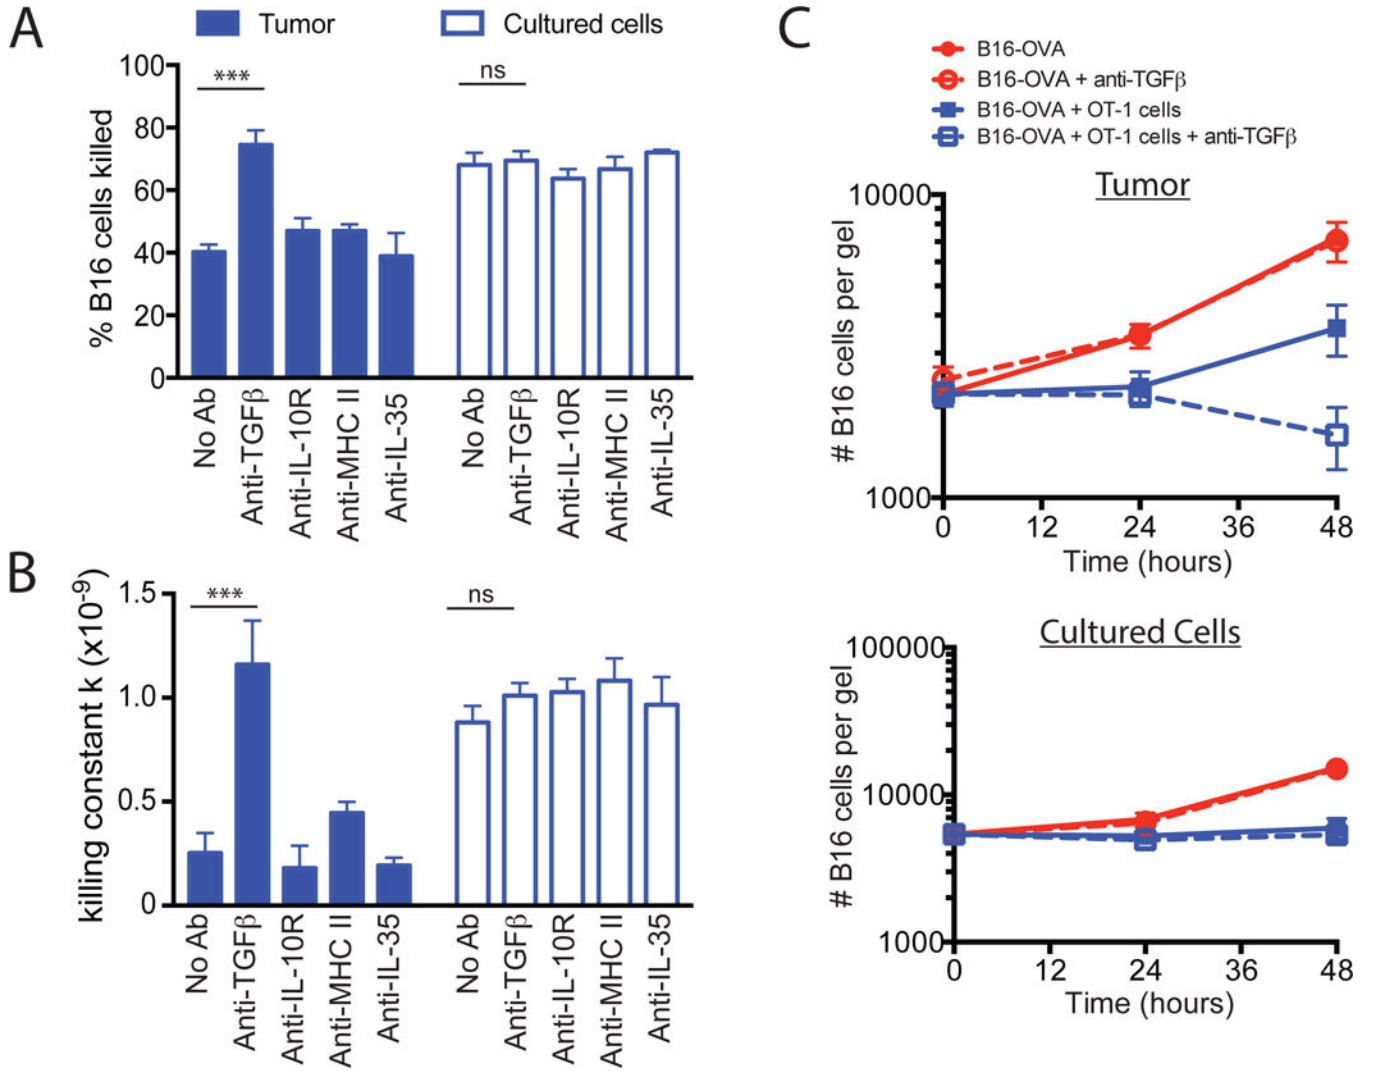 A
Tumor
Cultured cells
% B16 cells killed
100
80
60
40
20
0
***
ns
No Ab
Anti-TGFβ
Anti-IL-10R
Anti-MHC II
Anti-IL-35
No Ab
Anti-TGFβ
Anti-IL-10R
Anti-MHC II
Anti-IL-35
B
killing constant k (x10⁻⁹)
1.5
1.0
0.5
0
***
ns
No Ab
Anti-TGFβ
Anti-IL-10R
Anti-MHC II
Anti-IL-35
No Ab
Anti-TGFβ
Anti-IL-10R
Anti-MHC II
Anti-IL-35
C
B16-OVA
B16-OVA + anti-TGFβ
B16-OVA + OT-1 cells
B16-OVA + OT-1 cells + anti-TGFβ
Tumor
# B16 cells per gel
10000
1000
0 12 24 36 48
Time (hours)
Cultured Cells
# B16 cells per gel
100000
10000
1000
0 12 24 36 48
Time (hours)